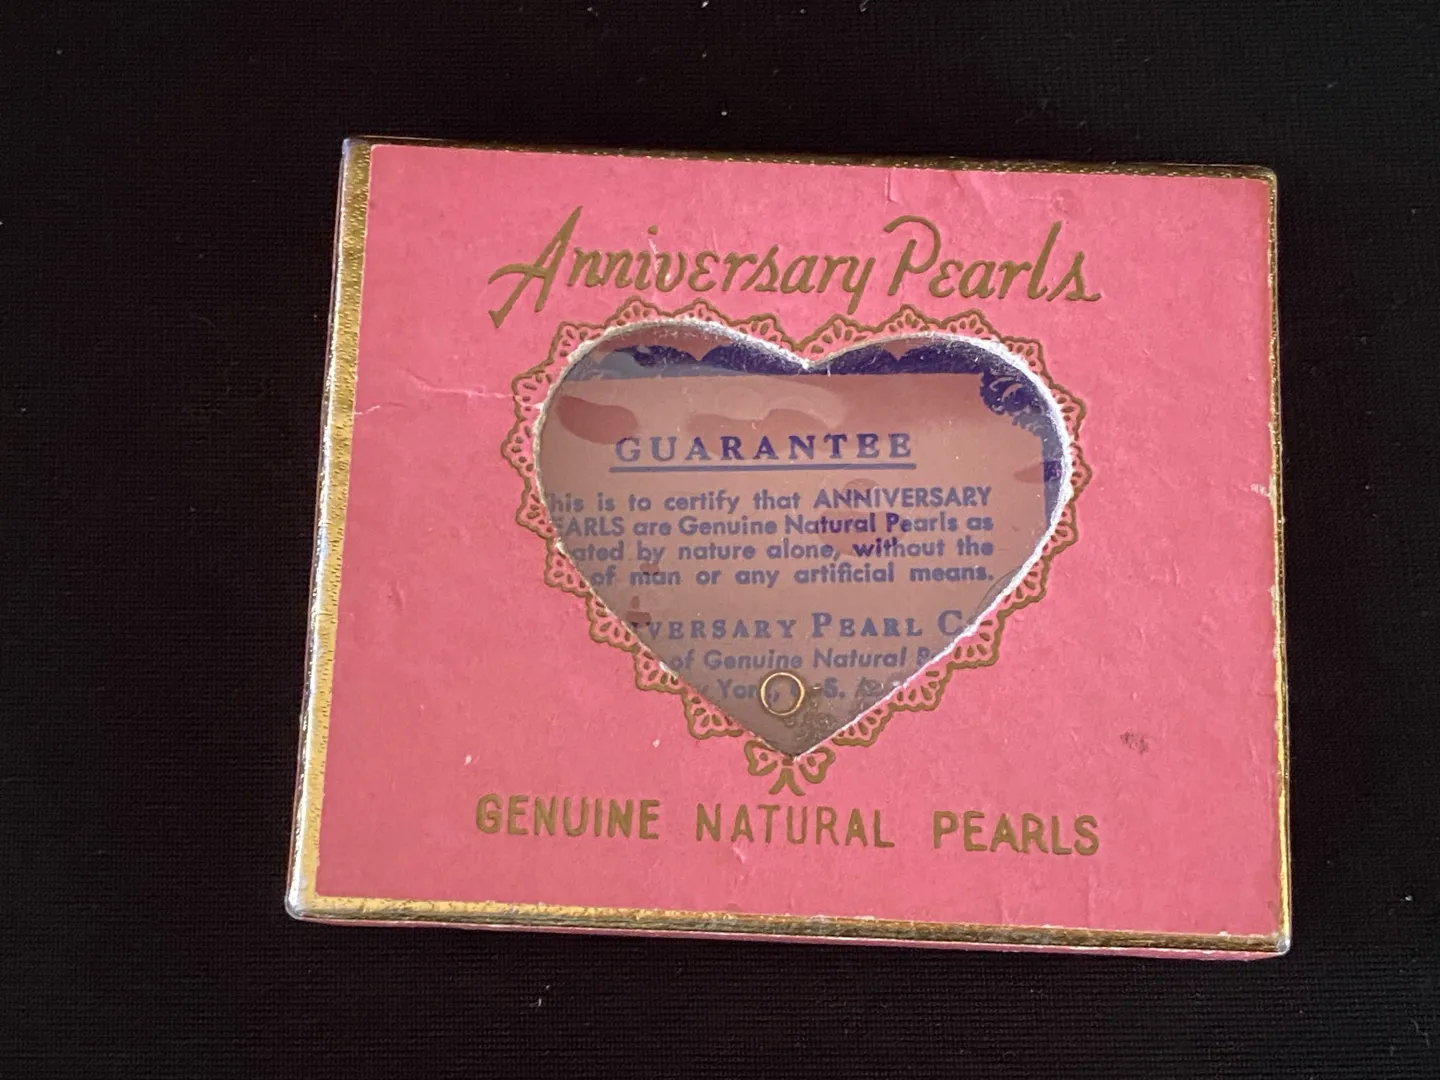 Anniversary Pearls
GUARANTEE
his is to certify that ANNIVERSARY
EARLS are Genuine Natural Pearls as
ated by nature alone, without the
of man or any artificial means.
VERSARY PEARL C
of Genuine Natural
Yor S.
GENUINE NATURAL PEARLS